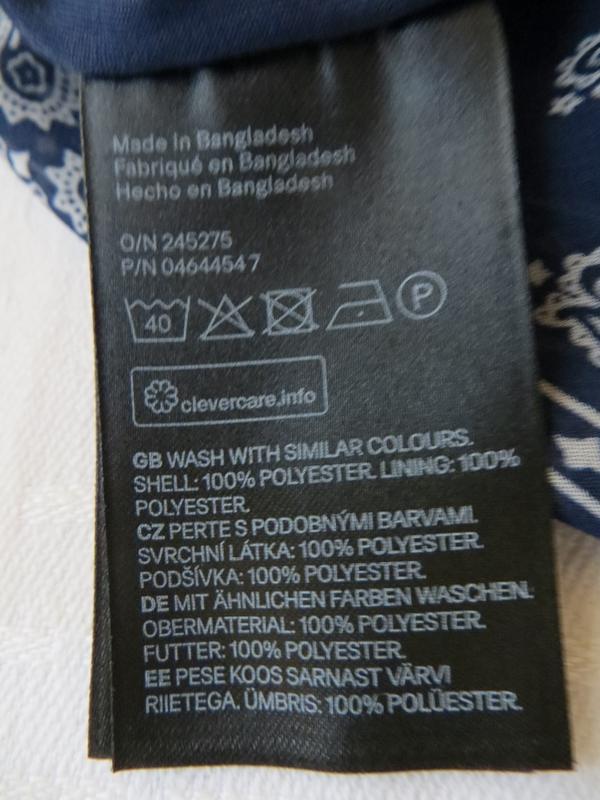 Made in Bangladesh
Fabriqué en Bangladesh
Hecho en Bangladesh
O/N 245275
P/N 04644547
40 P
clevercare.info
GB WASH WITH SIMILAR COLOURS.
SHELL: 100% POLYESTER. LINING: 100%
POLYESTER.
CZ PERTE S PODOBNÝMI BARVAMI.
SVRCHNÍ LÁTKA: 100% POLYESTER.
PODŠÍVKA: 100% POLYESTER.
DE MIT ÄHNLICHEN FARBEN WASCHEN.
OBERMATERIAL: 100% POLYESTER.
FUTTER: 100% POLYESTER.
EE PESE KOOS SARNAST VÄRVI
RIIETEGA. ÜMBRIS: 100% POLÜESTER.